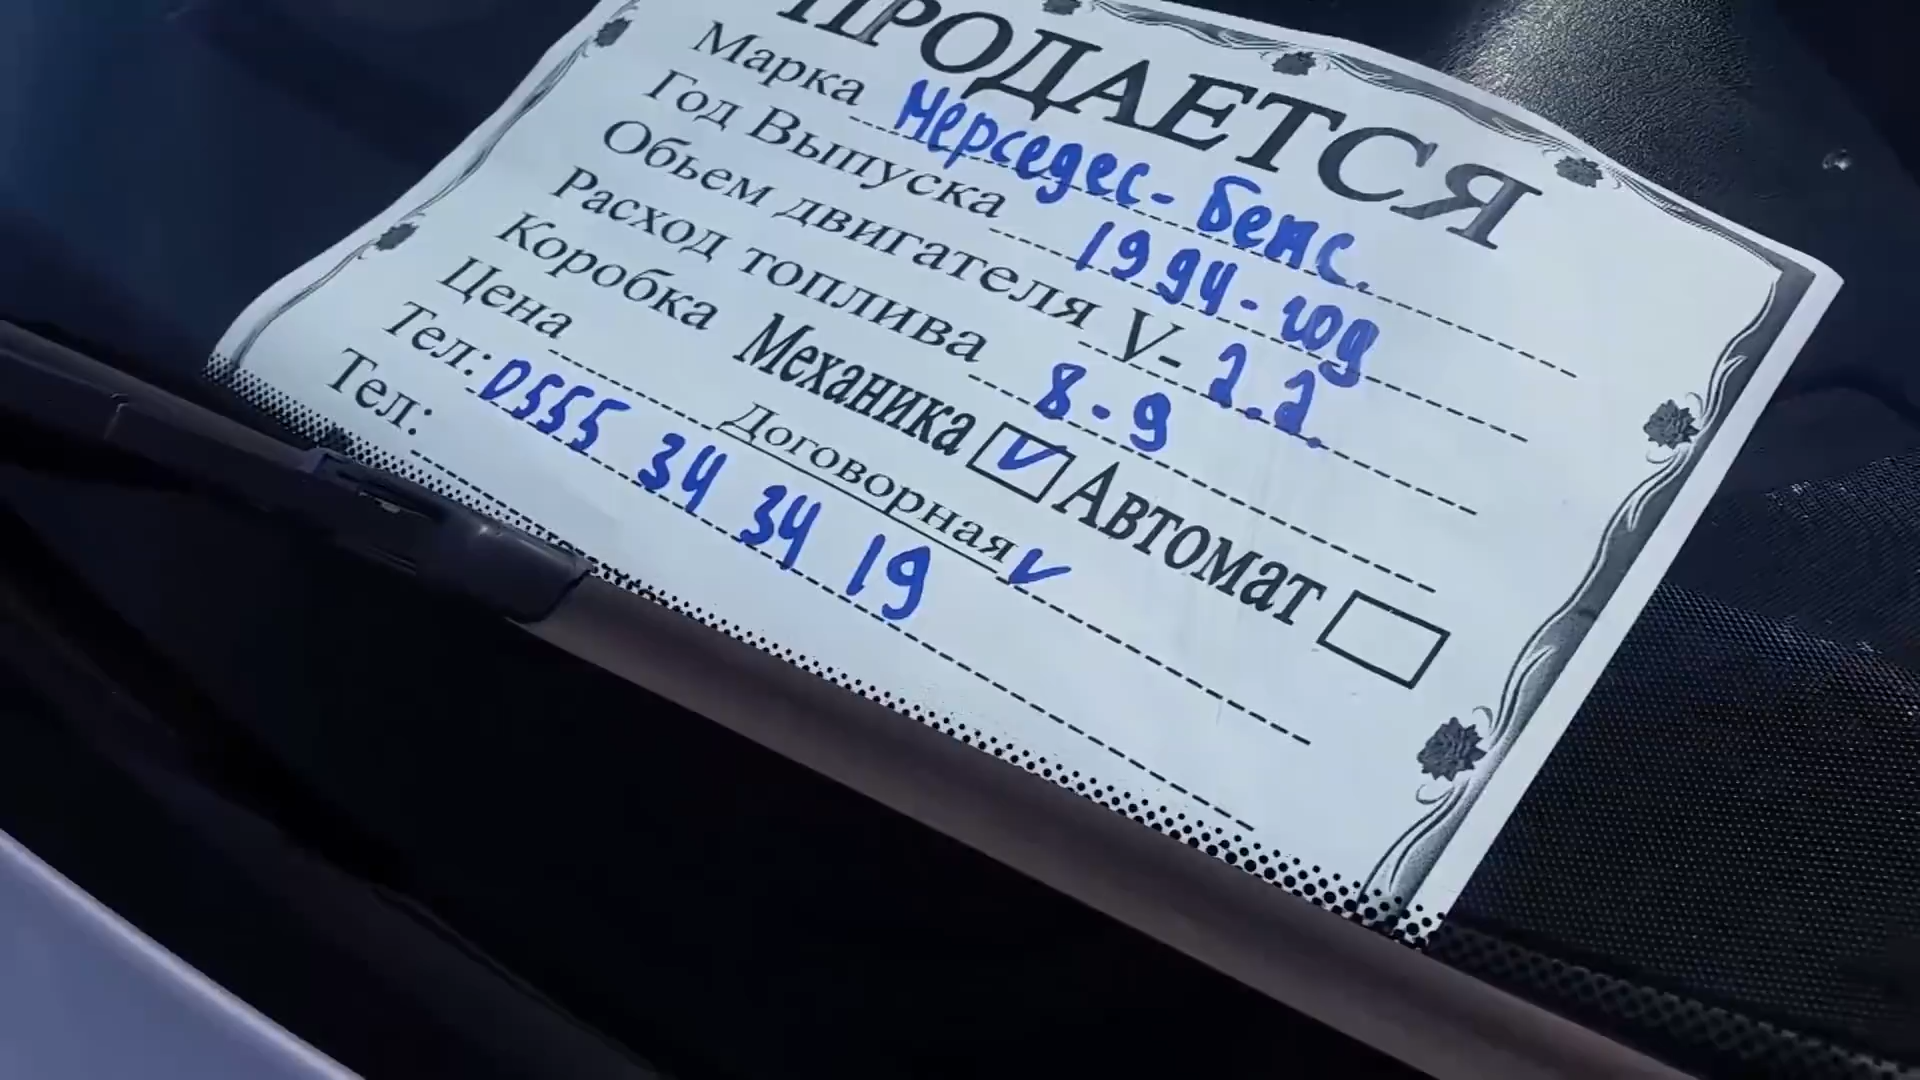 ПРОДАЕТСЯ
Марка Мерседес-Бенс.
Год Выпуска 1994-год
Обьем двигателя V- 2.2.
Расход топлива 8-9
Коробка Механика ✓ Автомат
Цена Договорная ✓
Тел: 0555 34 34 19
Тел: